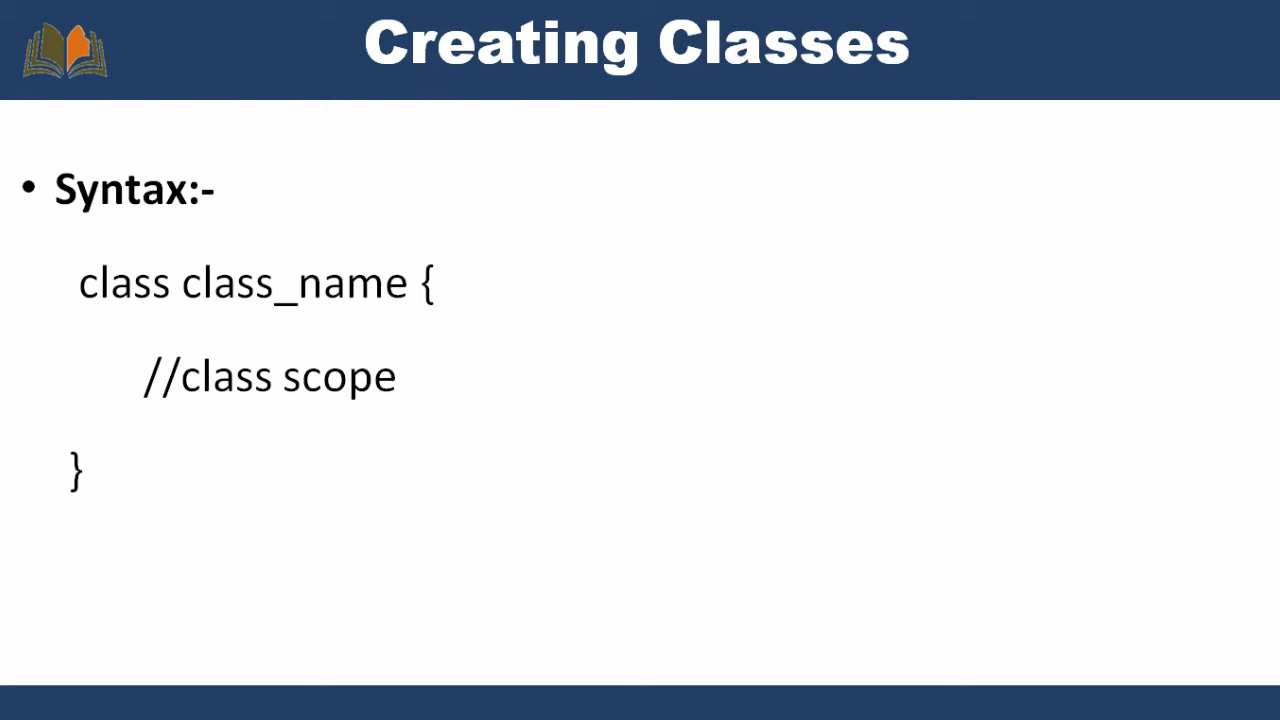 Creating Classes
• Syntax:-
class class_name {
//class scope
}